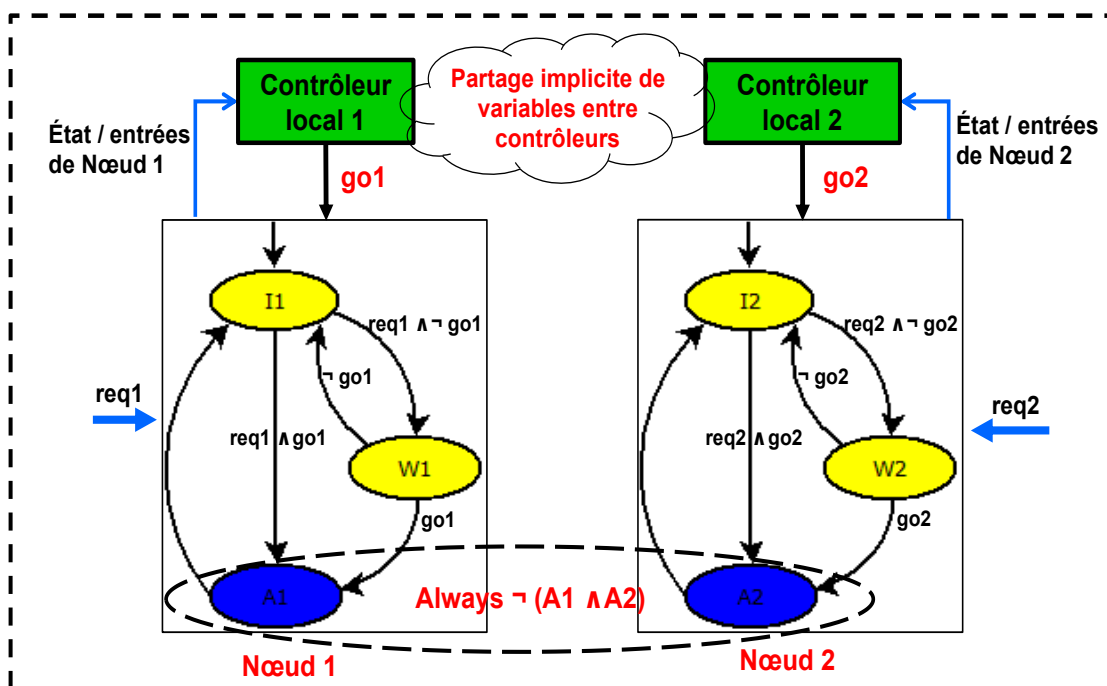 Contrôleur
local 1
Partage implicite de
variables entre
contrôleurs
Contrôleur
local 2
État / entrées
de Nœud 1
État / entrées
de Nœud 2
go1
go2
I1
req1 ∧ ¬ go1
¬ go1
req1
req1 ∧ go1
W1
go1
A1
I2
req2 ∧ ¬ go2
¬ go2
req2
req2 ∧ go2
W2
go2
A2
Always ¬ (A1 ∧ A2)
Nœud 1
Nœud 2